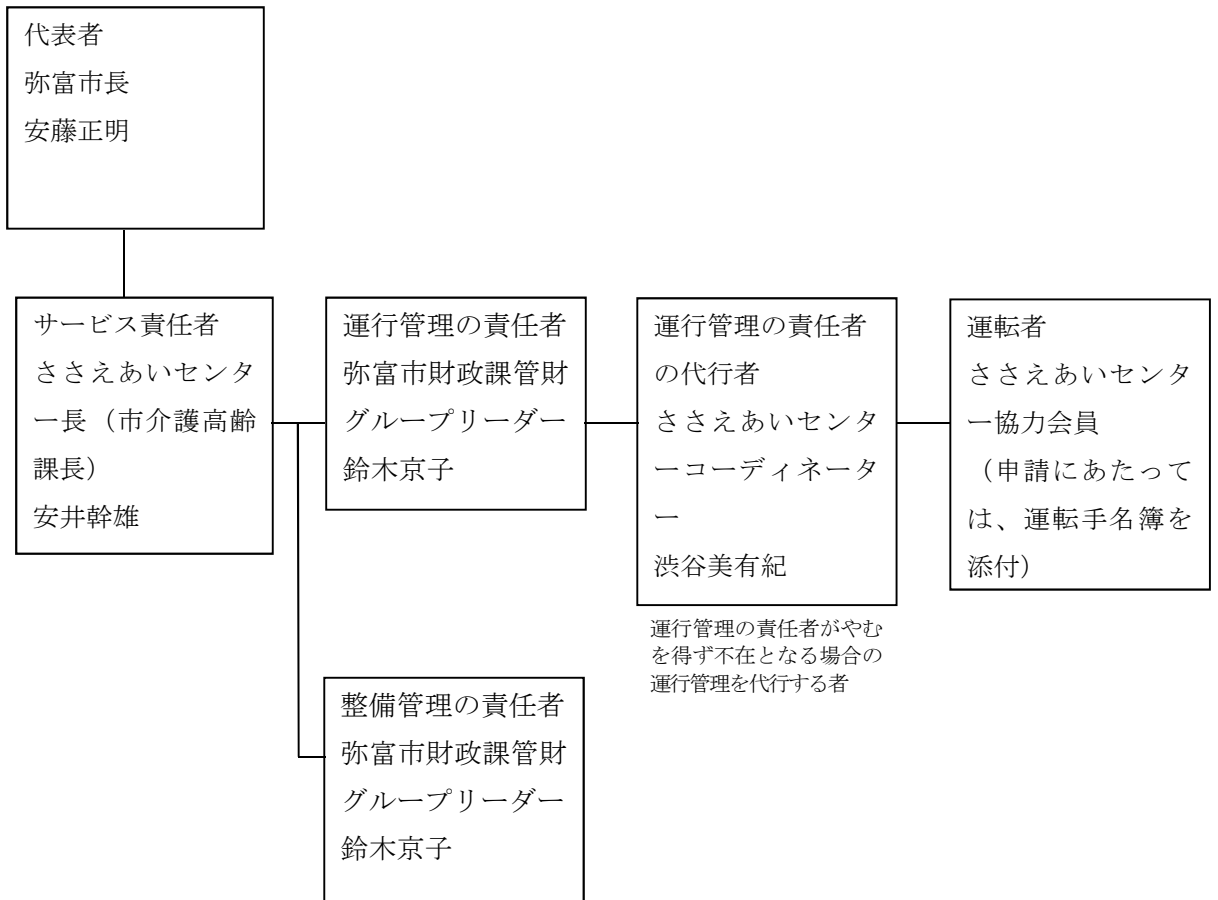 代表者
弥富市長
安藤正明
サービス責任者
ささえあいセンタ
ー長（市介護高齢
課長）
安井幹雄
運行管理の責任者
弥富市財政課管財
グループリーダー
鈴木京子
運行管理の責任者
の代行者
ささえあいセンタ
ーコーディネータ
ー
渋谷美有紀
運転者
ささえあいセンタ
ー協力会員
（申請にあたって
は、運転手名簿を
添付）
運行管理の責任者がやむ
を得ず不在となる場合の
運行管理を代行する者
整備管理の責任者
弥富市財政課管財
グループリーダー
鈴木京子